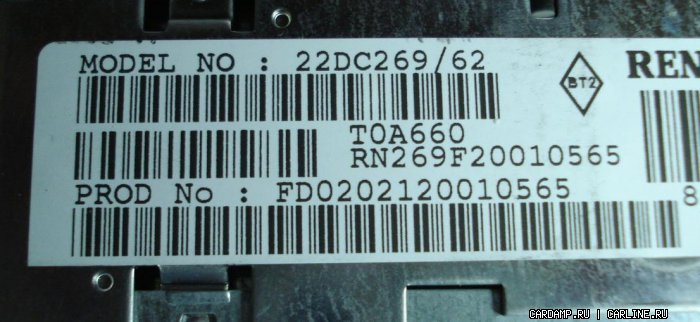 MODEL NO : 22DC269/62
BT2
REN
T0A660
RN269F20010565
PROD No : FD0202120010565
8
CARDAMP.RU | CARLINE.RU